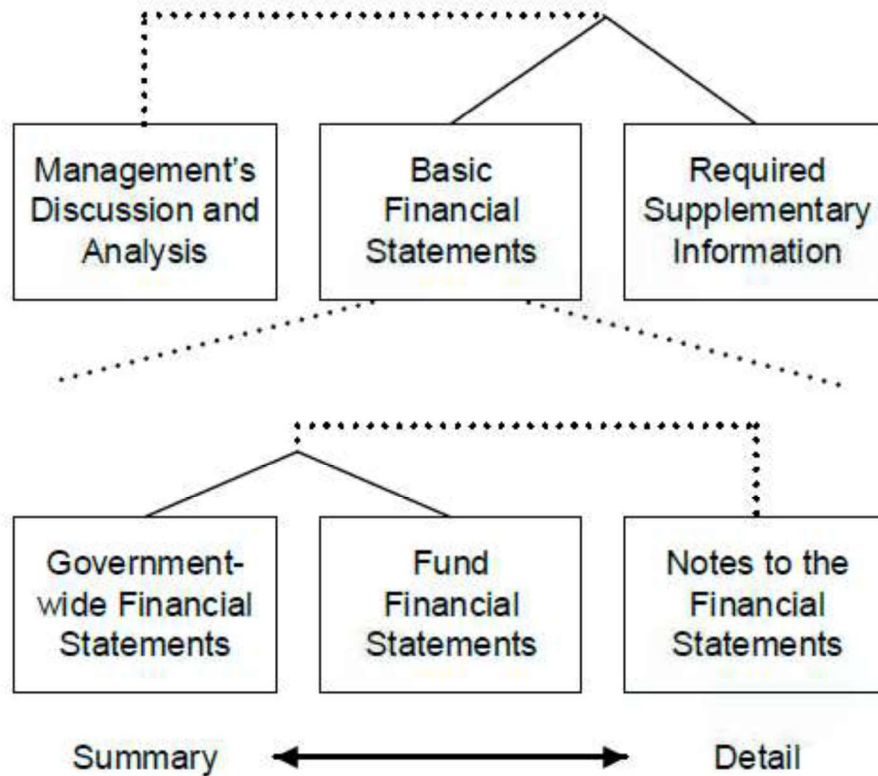 Management's
Discussion and
Analysis
Basic
Financial
Statements
Required
Supplementary
Information
Government-
wide Financial
Statements
Fund
Financial
Statements
Notes to the
Financial
Statements
Summary
Detail